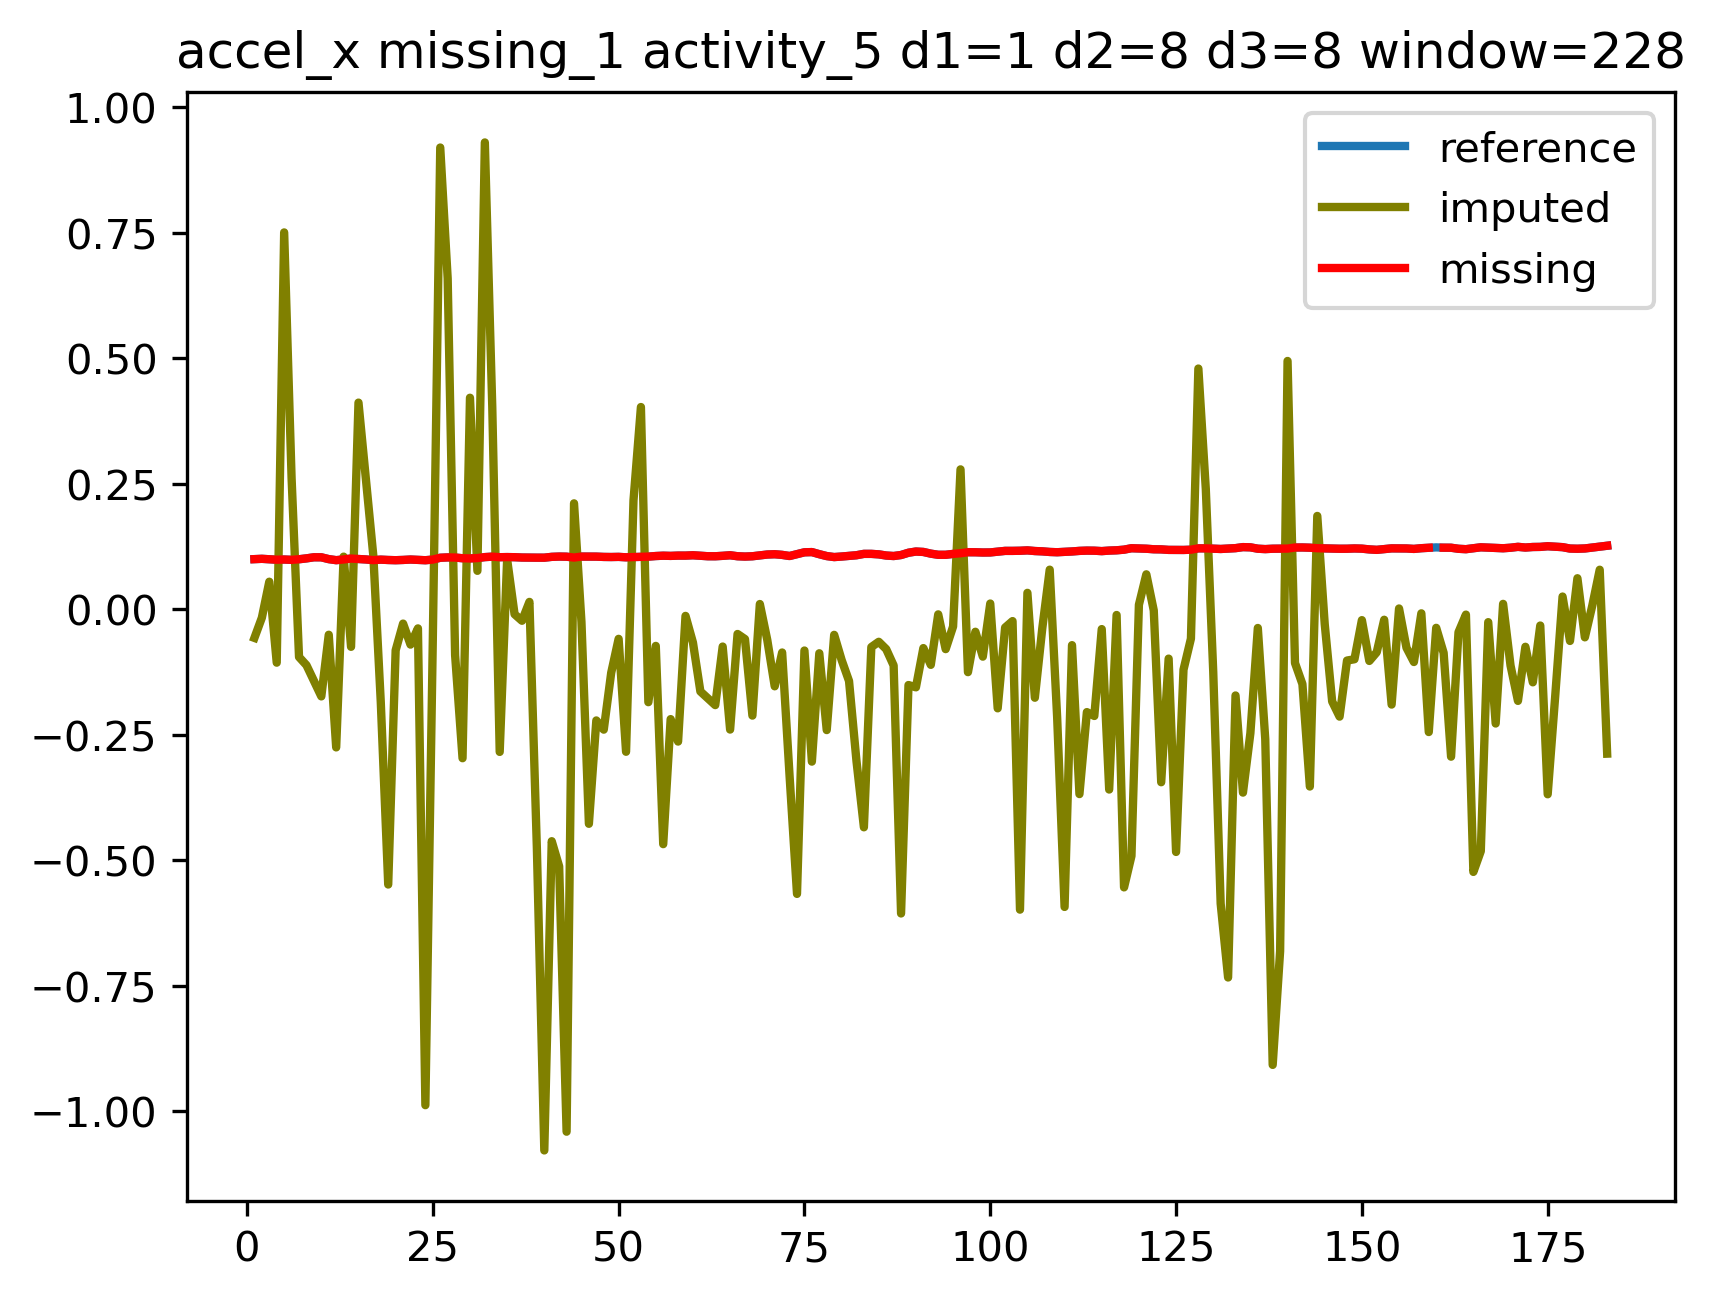 accel_x missing_1 activity_5 d1=1 d2=8 d3=8 window=228
1.00
0.75
0.50
0.25
0.00
−0.25
−0.50
−0.75
−1.00
reference
imputed
missing
0 25 50 75 100 125 150 175